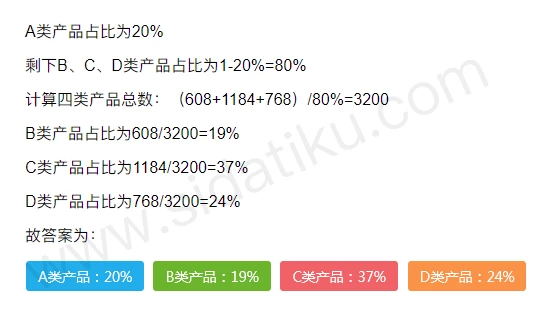 A类产品占比为20%
剩下B、C、D类产品占比为1-20%=80%
计算四类产品总数：（608+1184+768）/80%=3200
B类产品占比为608/3200=19%
C类产品占比为1184/3200=37%
D类产品占比为768/3200=24%
故答案为：
A类产品：20% B类产品：19% C类产品：37% D类产品：24%
www.sidatiku.com